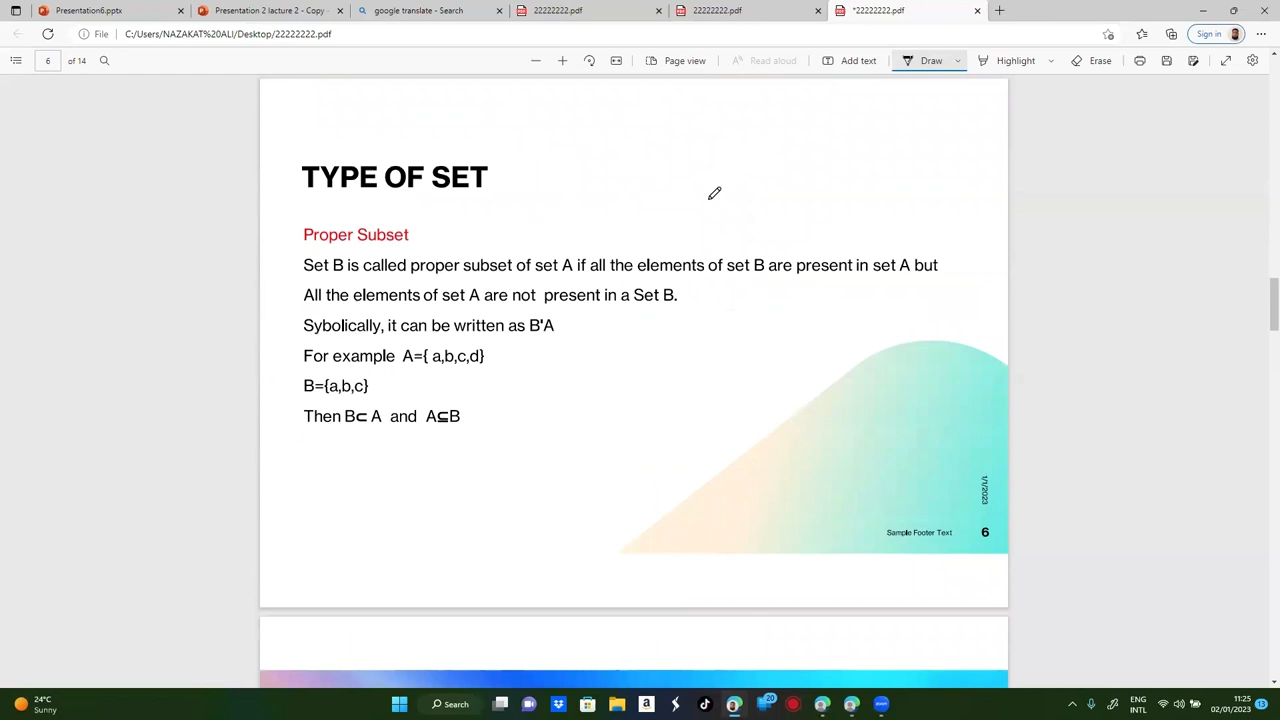 Presentation6.pptx
Presentation 2 lecture 2 - Copy -
google translate - Search
22222222.pdf
22222222.pdf
*22222222.pdf
File
C:/Users/NAZAKAT%20ALI/Desktop/22222222.pdf
Sign in
6 of 14
Page view
Read aloud
Add text
Draw
Highlight
Erase
TYPE OF SET
Proper Subset
Set B is called proper subset of set A if all the elements of set B are present in set A but
All the elements of set A are not  present in a Set B.
Sybolically, it can be written as B'A
For example  A={ a,b,c,d}
B={a,b,c}
Then B⊂ A  and  A⊆B
1/1/2023
Sample Footer Text
6
24°C
Sunny
Search
20
ENG
INTL
11:25
02/01/2023
13